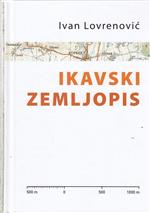 Ivan Lovrenović
IKAVSKI
ZEMLJOPIS
500 m 0 500 1000 m